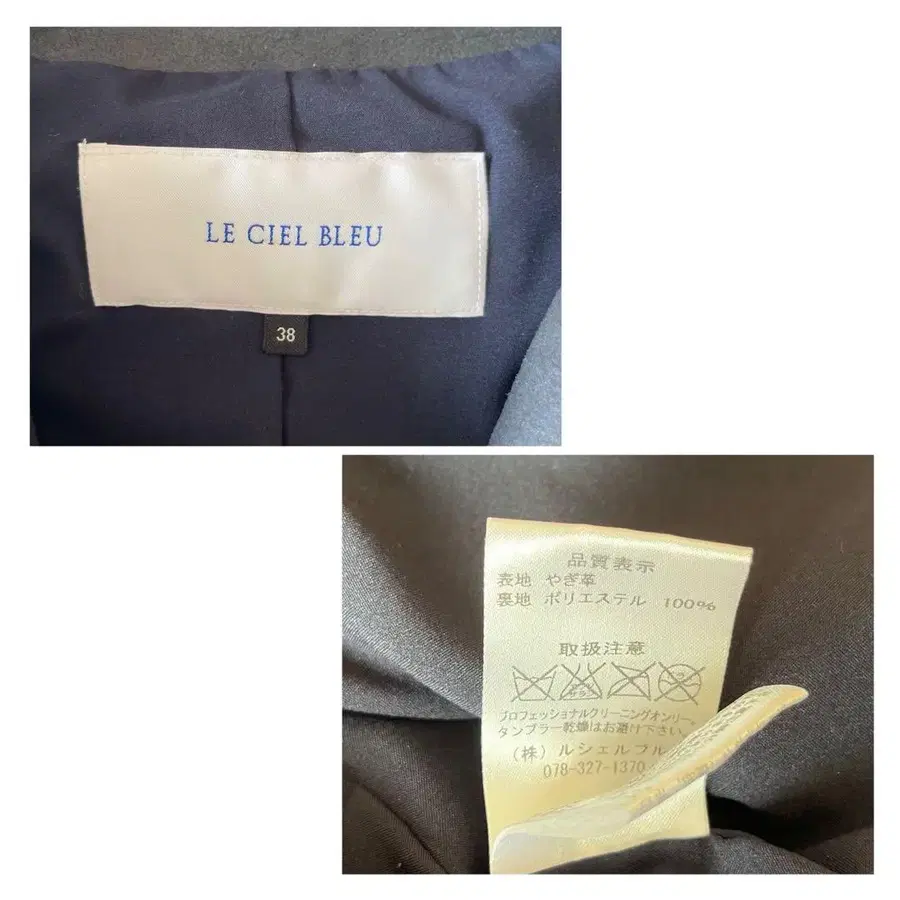 LE CIEL BLEU
38
品質表示
表地 やぎ革
裏地 ポリエステル 100%
取扱注意
プロフェッショナルクリーニングオンリー。
タンブラー乾燥はお避け下さい。
(株) ルシェルブル
078-327-1370